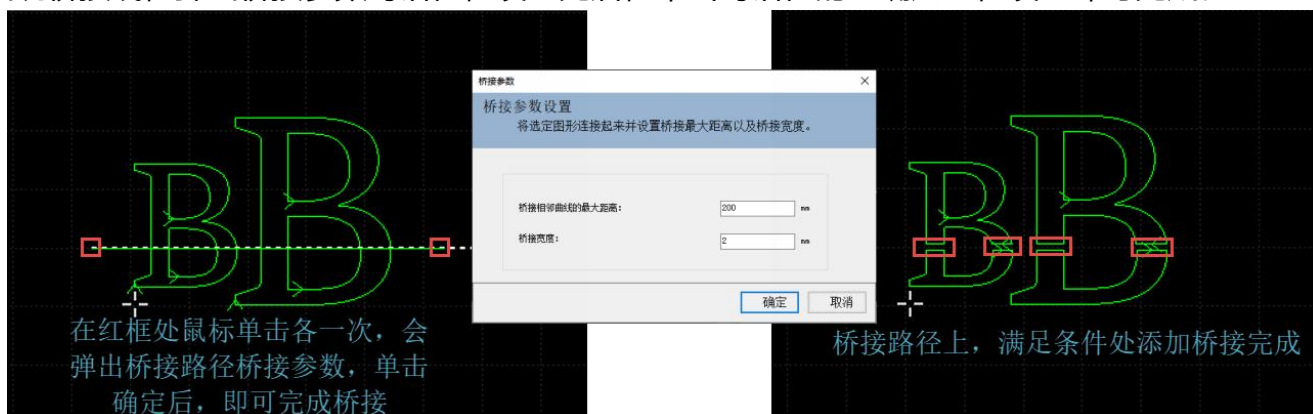 桥接参数
桥接参数设置
将选定图形连接起来并设置桥接最大距离以及桥接宽度。
桥接相邻曲线的最大距离：
200
mm
桥接宽度：
2
mm
确定
取消
在红框处鼠标单击各一次，会
弹出桥接路径桥接参数，单击
确定后，即可完成桥接
桥接路径上，满足条件处添加桥接完成